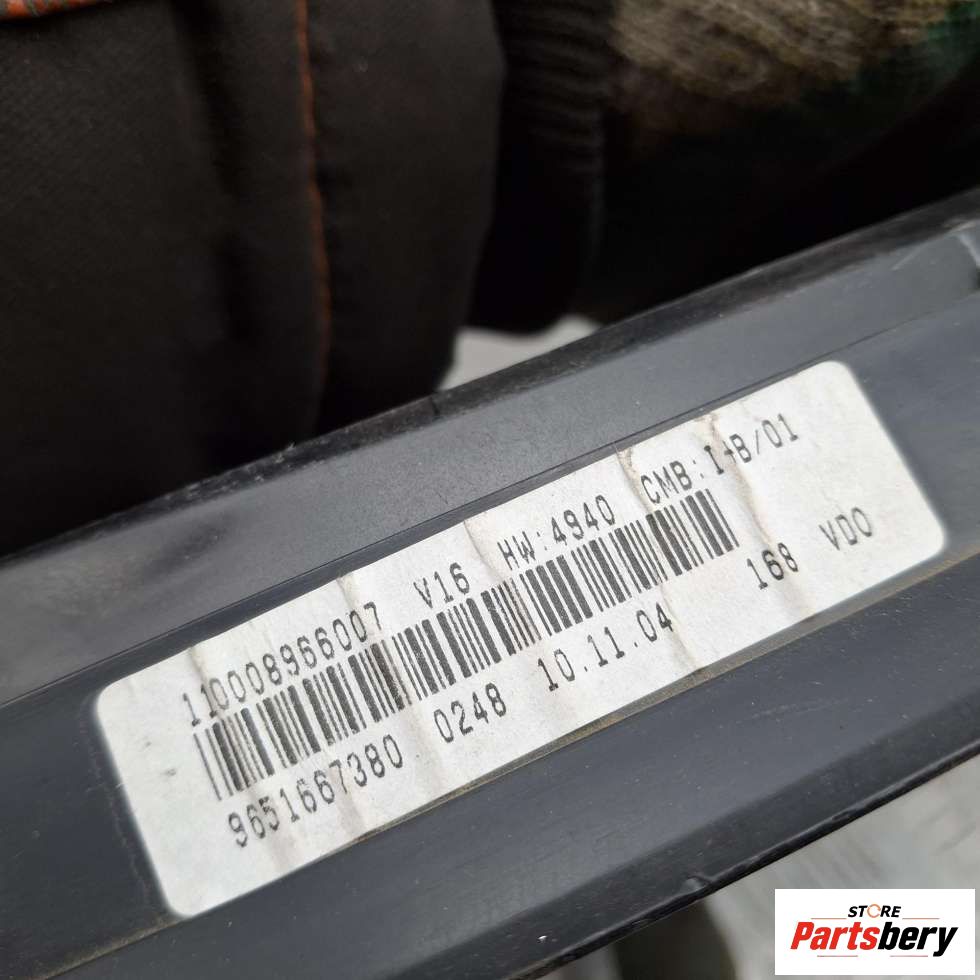 110008966007 V16 HW:4940 CMB:I-B/01
9651667380 0248 10.11.04 168 VDO
STORE
Partsbery